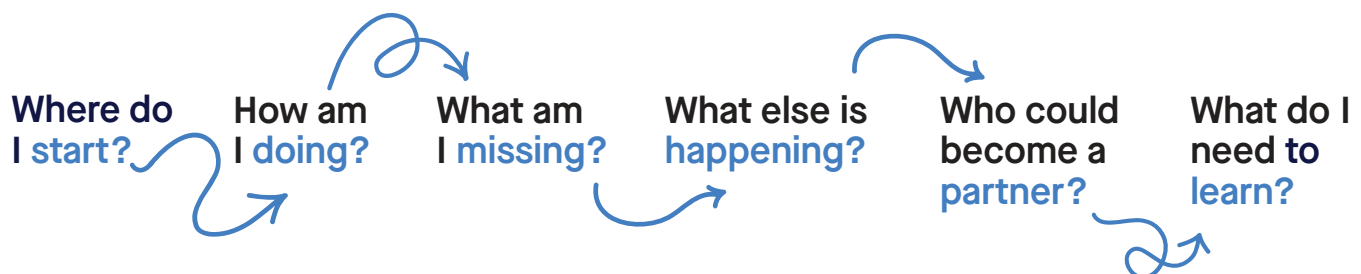 Where do
I start?
How am
I doing?
What am
I missing?
What else is
happening?
Who could
become a
partner?
What do I
need to
learn?